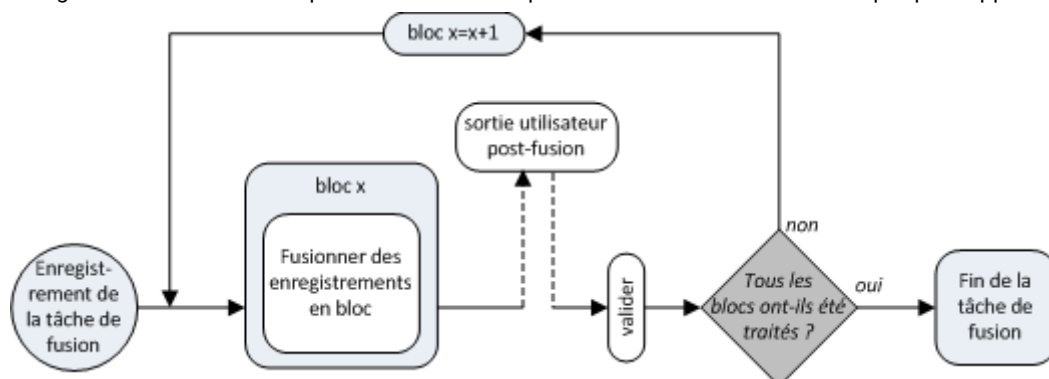 bloc x=x+1
sortie utilisateur
post-fusion
bloc x
Fusionner des
enregistrements
en bloc
Enregist-
rement de
la tâche de
fusion
valider
non
Tous les
blocs ont-ils été
traités ?
oui
Fin de la
tâche de
fusion